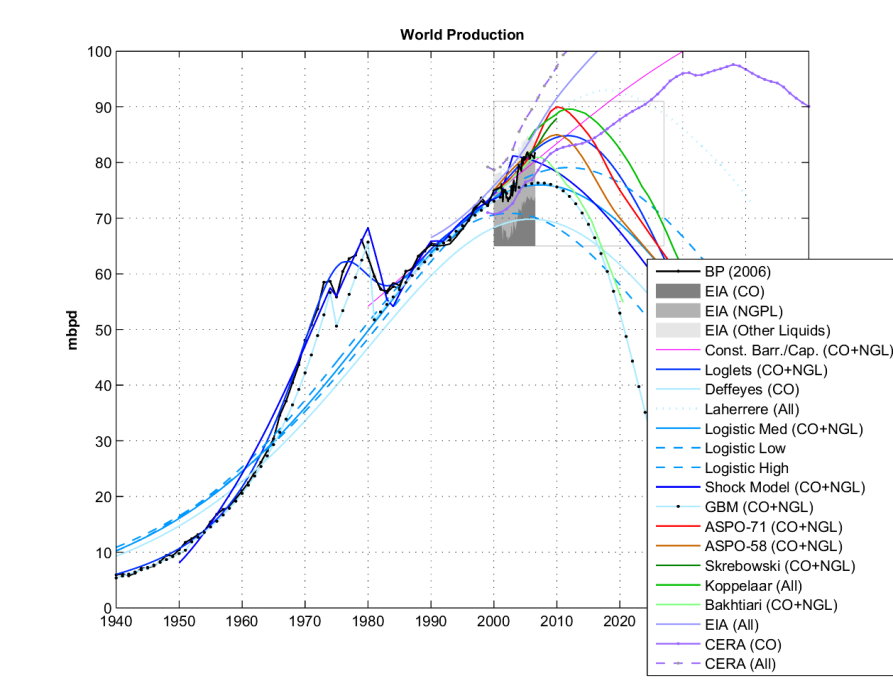 World Production
100
90
80
70
60
50
40
30
20
10
0
mbpd
1940
1950
1960
1970
1980
1990
2000
2010
2020
BP (2006)
EIA (CO)
EIA (NGPL)
EIA (Other Liquids)
Const. Barr./Cap. (CO+NGL)
Loglets (CO+NGL)
Deffeyes (CO)
Laherrere (All)
Logistic Med (CO+NGL)
Logistic Low
Logistic High
Shock Model (CO+NGL)
GBM (CO+NGL)
ASPO-71 (CO+NGL)
ASPO-58 (CO+NGL)
Skrebowski (CO+NGL)
Koppelaar (All)
Bakhtiari (CO+NGL)
EIA (All)
CERA (CO)
CERA (All)